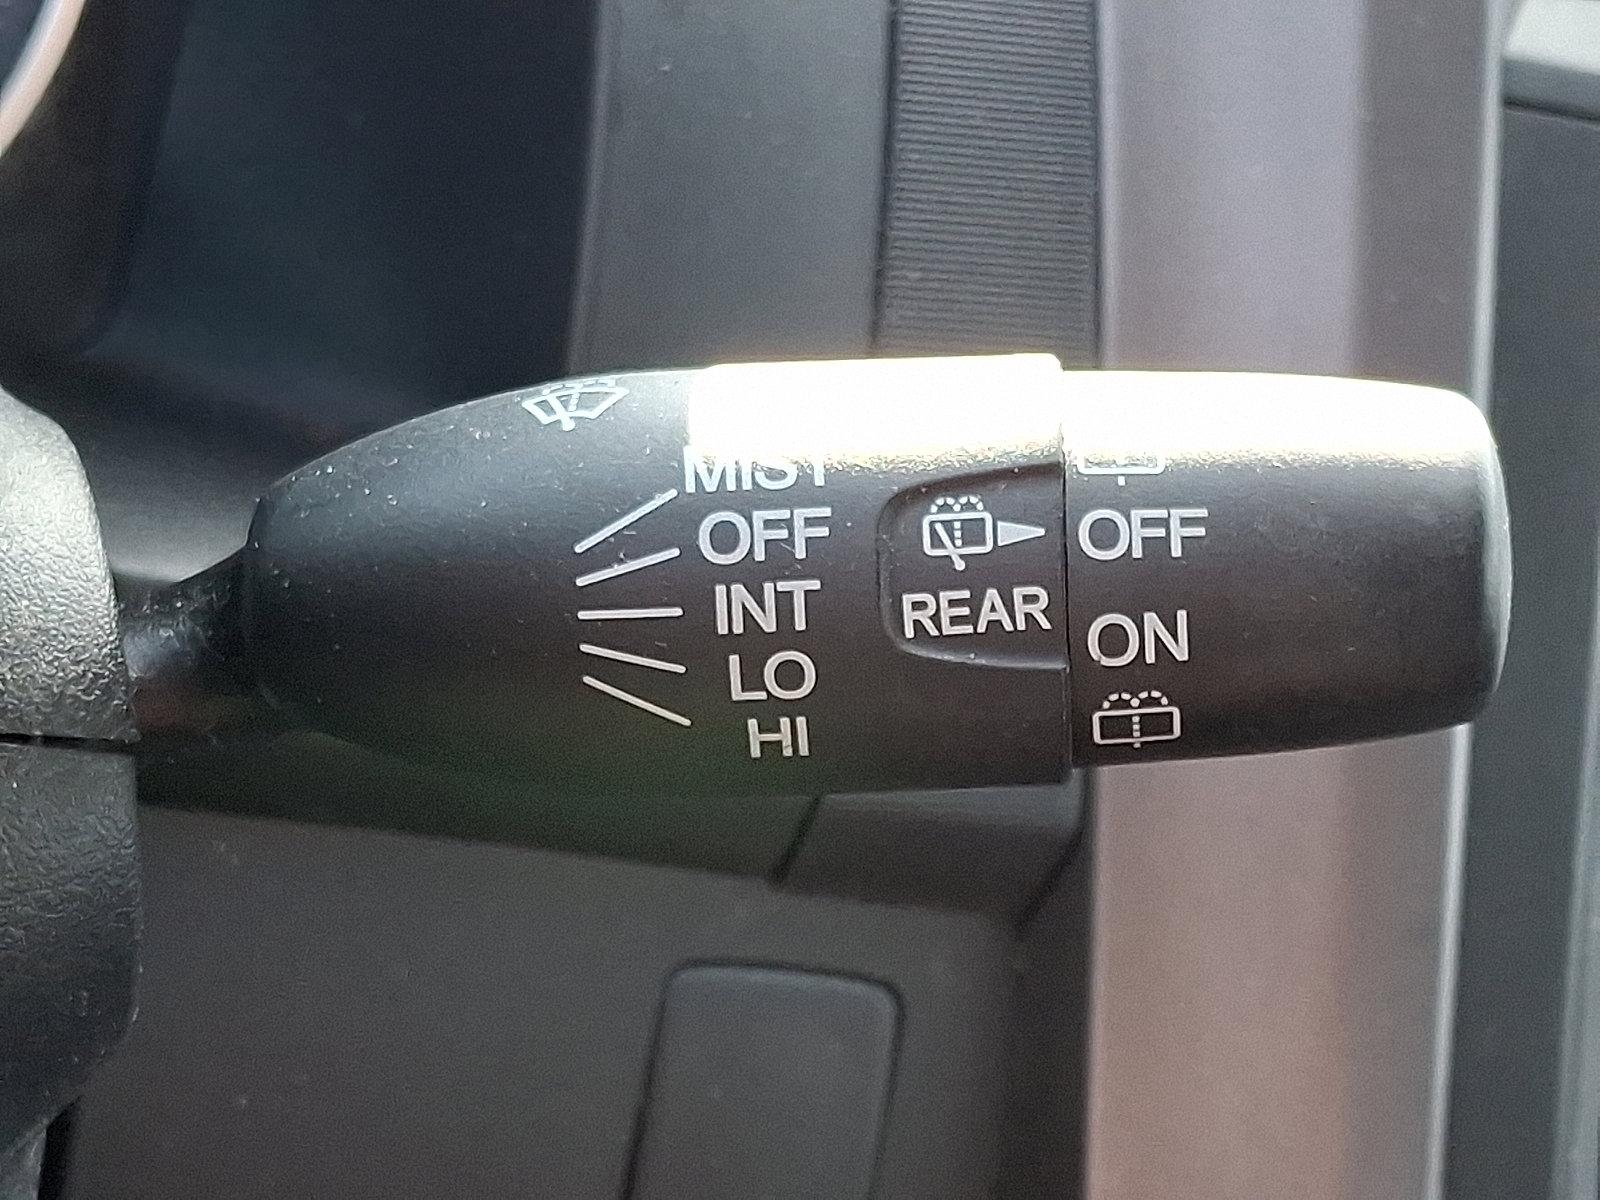 MIST
OFF
INT
LO
HI
REAR
OFF
ON